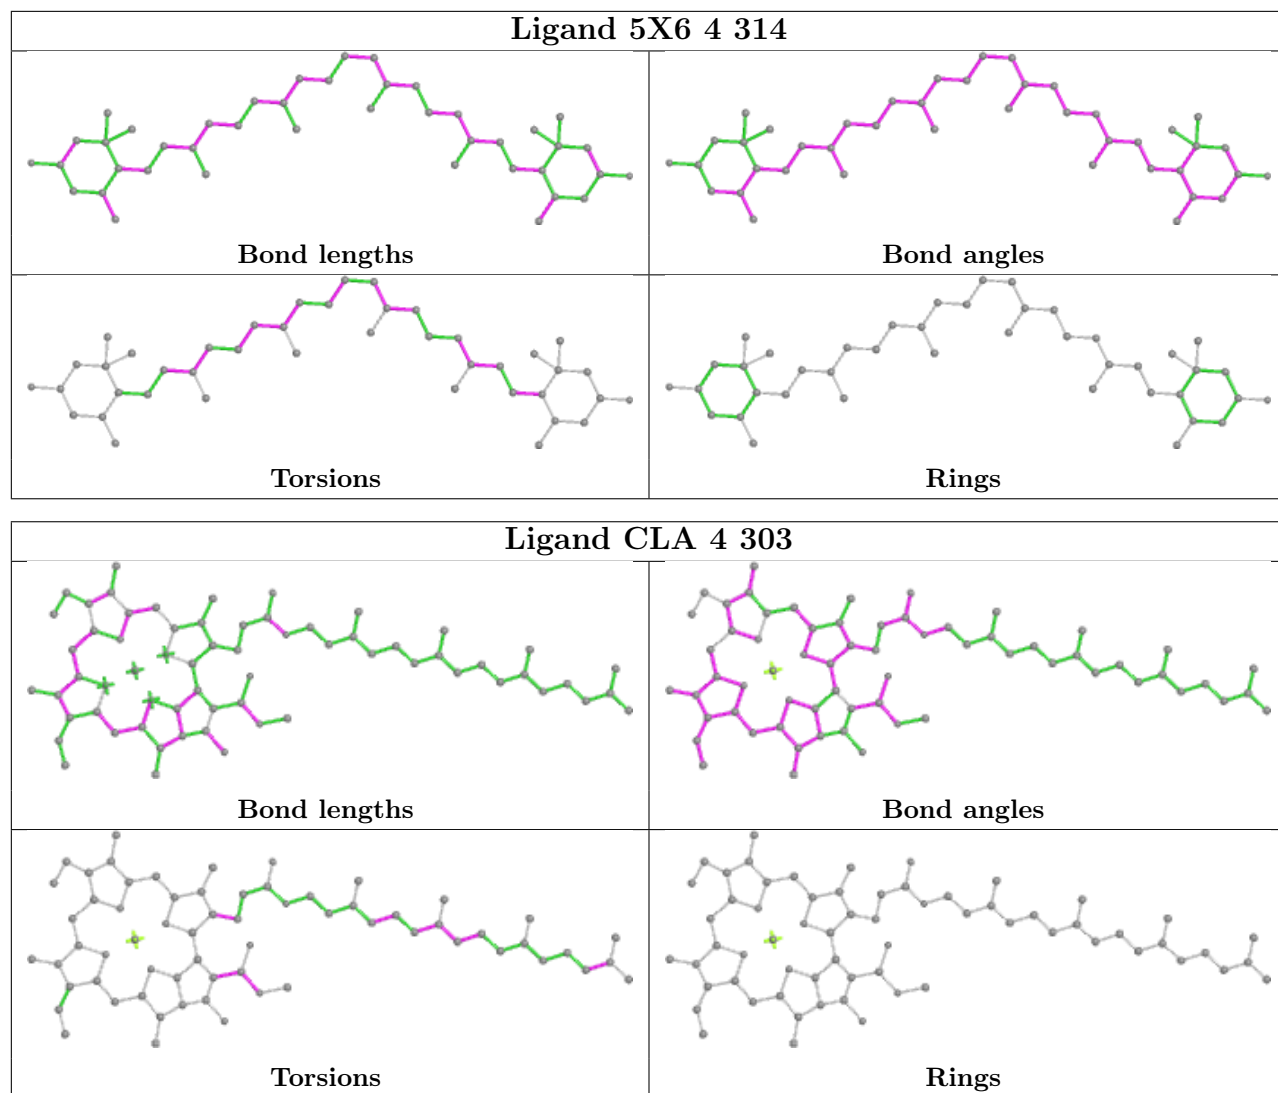 Ligand 5X6 4 314
Bond lengths
Bond angles
Torsions
Rings
Ligand CLA 4 303
Bond lengths
Bond angles
Torsions
Rings